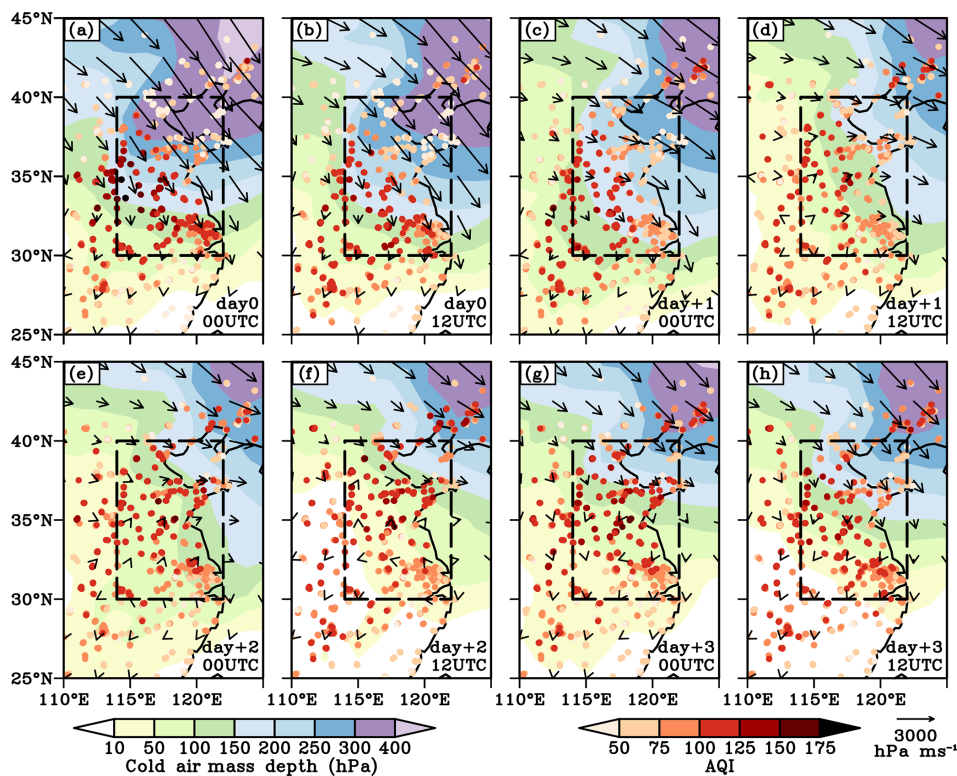 45°N (a) (b) (c) (d)
40°N
35°N
30°N
25°N
day0 day0 day+1 day+1
00UTC 12UTC 00UTC 12UTC
45°N (e) (f) (g) (h)
40°N
35°N
30°N
25°N
day+2 day+2 day+3 day+3
00UTC 12UTC 00UTC 12UTC
110°E 115°E 120°E 110°E 115°E 120°E 110°E 115°E 120°E 110°E 115°E 120°E
10 50 100 150 200 250 300 400
Cold air mass depth (hPa)
50 75 100 125 150 175
AQI
3000
hPa ms⁻¹